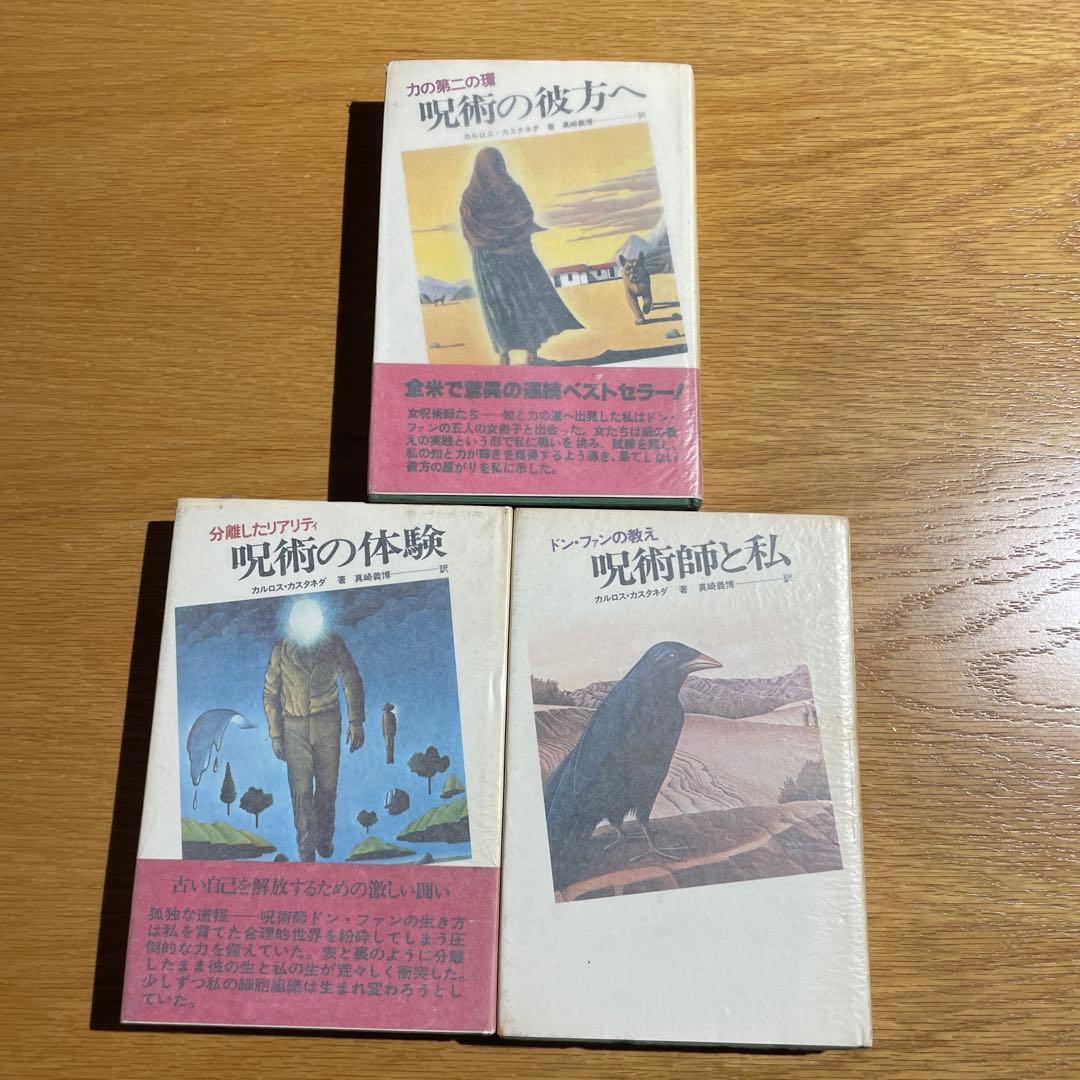 力の第二の環
呪術の彼方へ
カルロス・カスタネダ 著 真崎義博――訳
全米で驚異の連続ベストセラー!
女呪術師たち――知と力の道へ出発した私はドン・
ファンの五人の女弟子と出会った。女たちは師の教
えの実践という形で私に戦いを挑み、試練を課し、
私の知と力が輝きを獲得するよう導き、果てしない
彼方の広がりを私に示した。
分離したリアリティ
呪術の体験
カルロス・カスタネダ 著 真崎義博――訳
古い自己を解放するための激しい闘い
孤独な道程――呪術師ドン・ファンの生き方
は私を育てた合理的世界を粉砕してしまう圧
倒的な力を備えていた。表と裏のように分離
したまま彼の生と私の生が荒々しく衝突した。
少しずつ私の細胞組織は生まれ変わろうとし
ていた。
ドン・ファンの教え
呪術師と私
カルロス・カスタネダ 著 真崎義博――訳